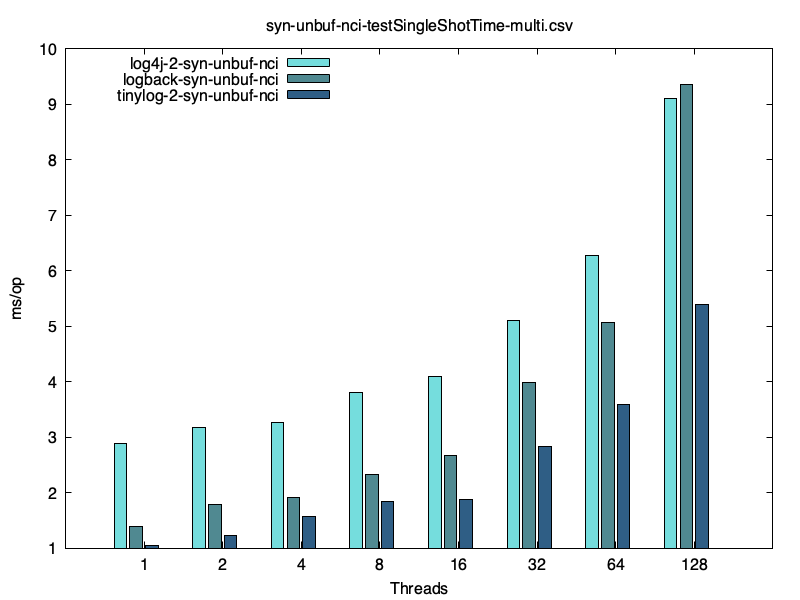 syn-unbuf-nci-testSingleShotTime-multi.csv
log4j-2-syn-unbuf-nci
logback-syn-unbuf-nci
tinylog-2-syn-unbuf-nci
10
9
8
7
6
5
4
3
2
1
ms/op
1 2 4 8 16 32 64 128
Threads